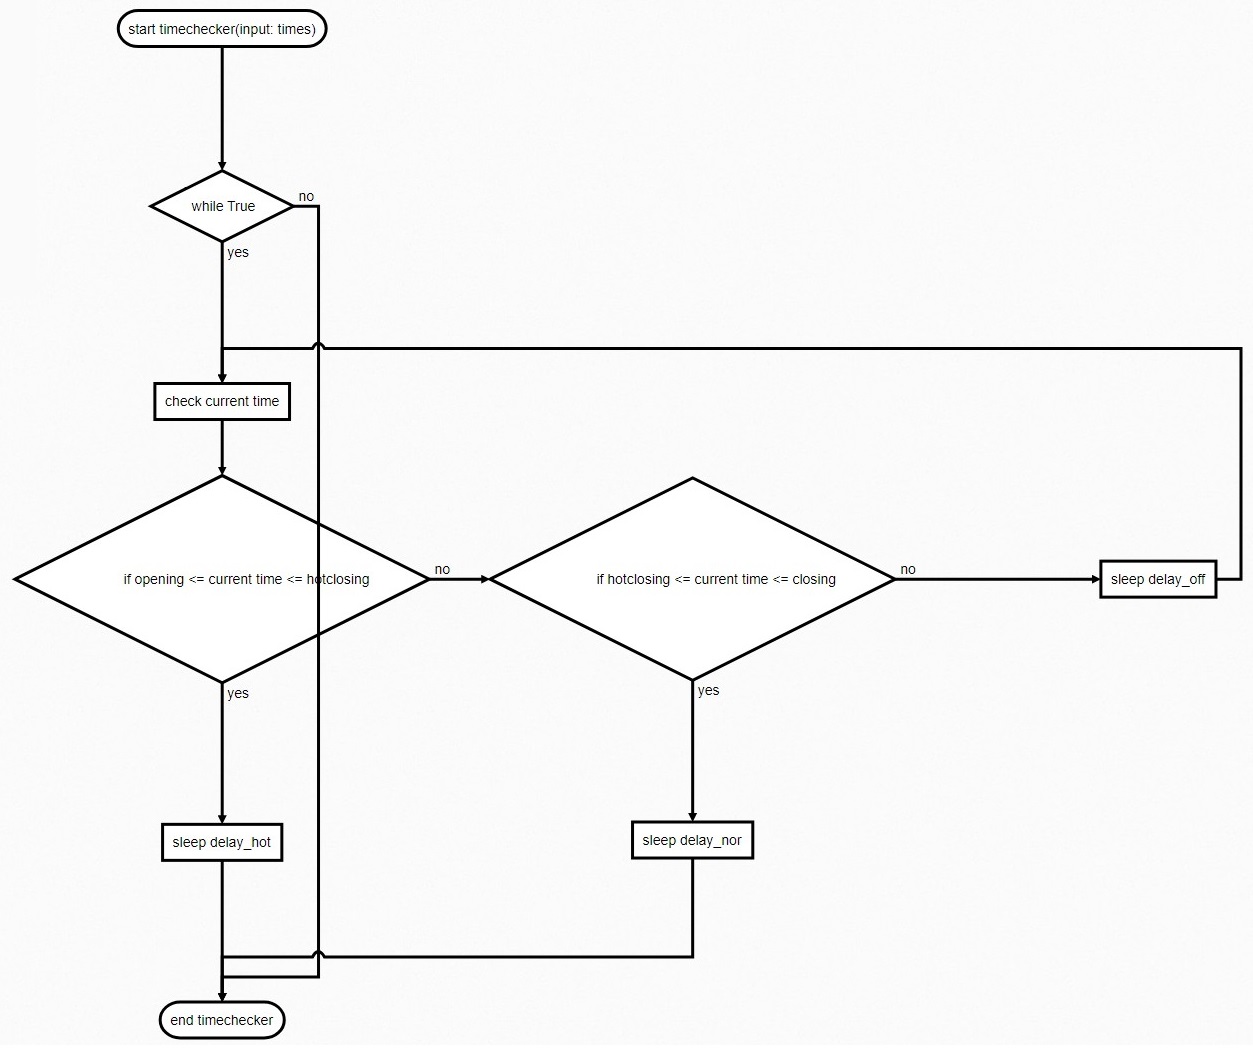 start timechecker(input: times)
while True
no
yes
check current time
if opening <= current time <= hotclosing
no
if hotclosing <= current time <= closing
no
sleep delay_off
yes
yes
sleep delay_hot
sleep delay_nor
end timechecker